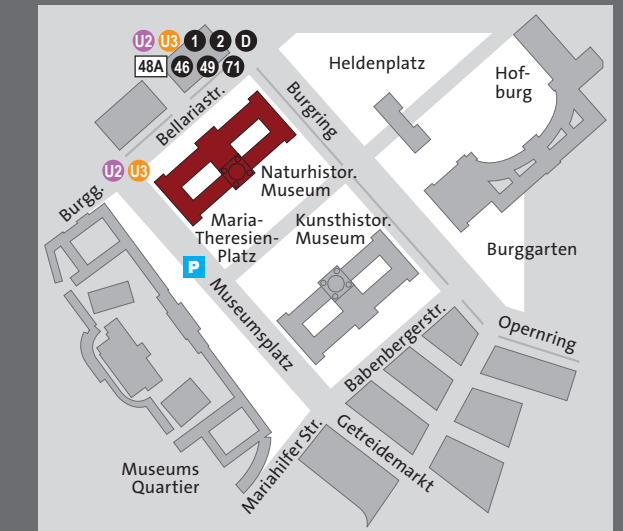 U2 U3 1 2 D
48A 46 49 71
Heldenplatz
Hof-
burg
Burgring
Bellariastr.
U2 U3
Burgg.
Naturhistor.
Museum
Maria-
Theresien-
Platz
Kunsthistor.
Museum
Burggarten
P
Museumsplatz
Babenbergerstr.
Opernring
Getreidemarkt
Mariahilfer Str.
Museums
Quartier